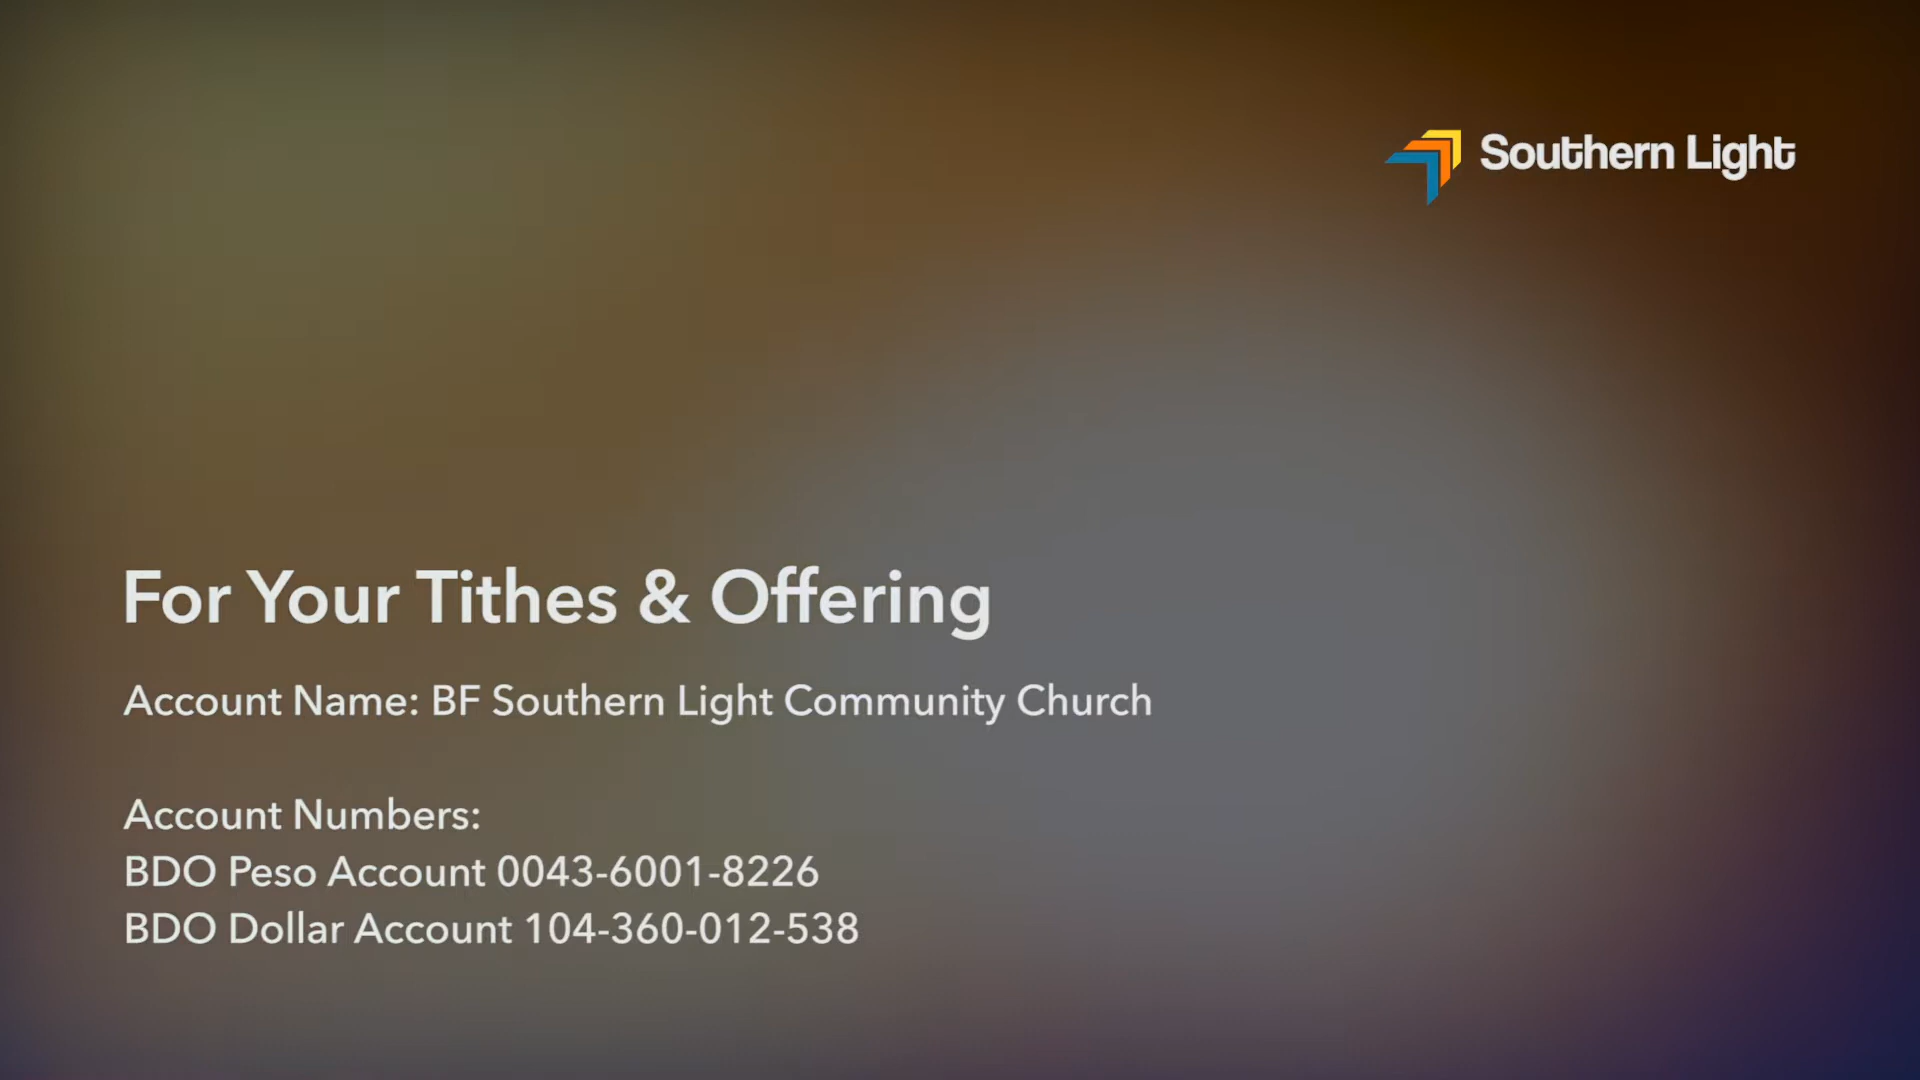 Southern Light
For Your Tithes & Offering
Account Name: BF Southern Light Community Church
Account Numbers:
BDO Peso Account 0043-6001-8226
BDO Dollar Account 104-360-012-538